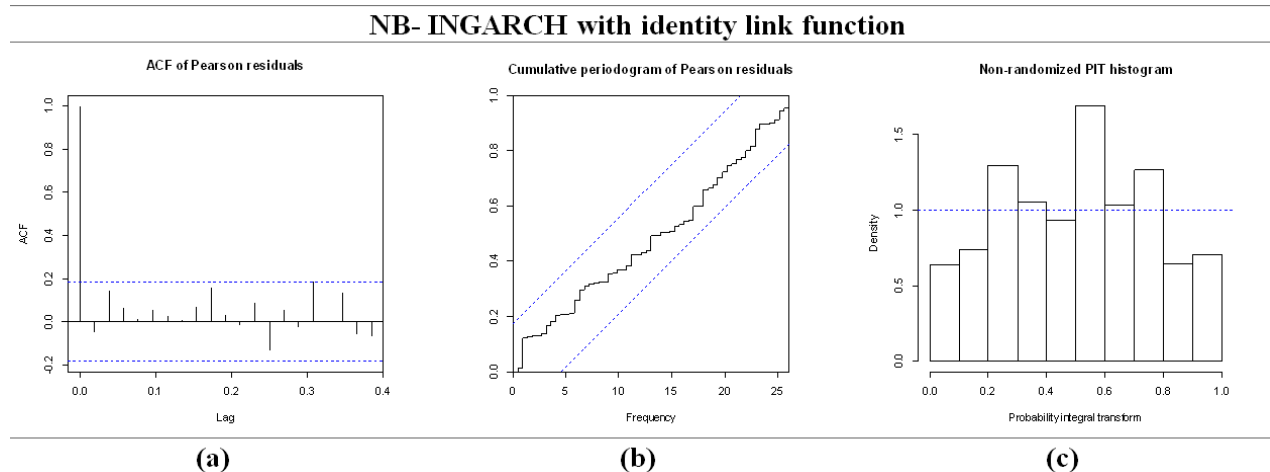 NB- INGARCH with identity link function
ACF of Pearson residuals
ACF
1.0
0.8
0.6
0.4
0.2
0.0
-0.2
0.0 0.1 0.2 0.3 0.4
Lag
(a)
Cumulative periodogram of Pearson residuals
1.0
0.8
0.6
0.4
0.2
0.0
0 5 10 15 20 25
Frequency
(b)
Non-randomized PIT histogram
Density
1.5
1.0
0.5
0.0
0.0 0.2 0.4 0.6 0.8 1.0
Probability integral transform
(c)